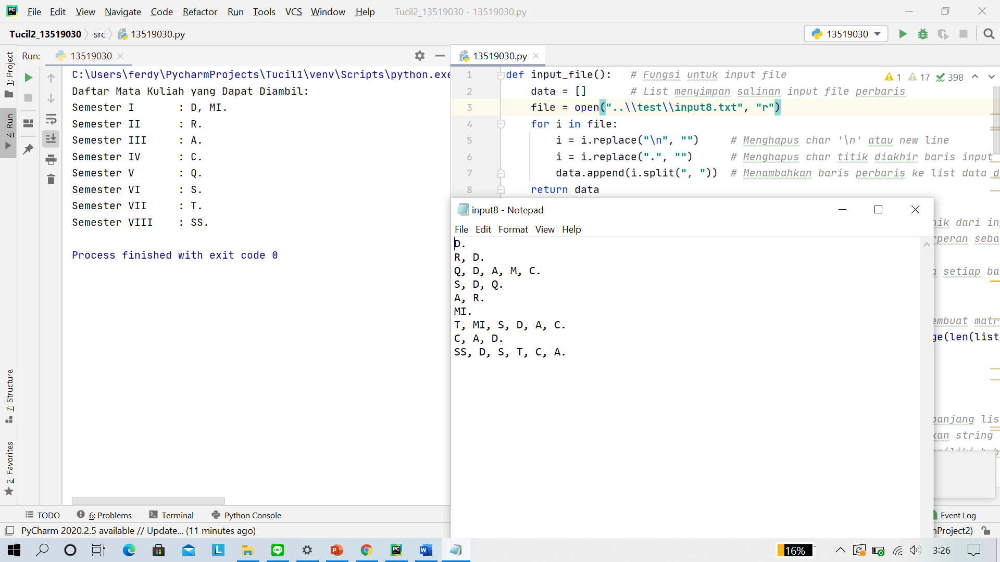 File Edit View Navigate Code Refactor Run Tools VCS Window Help Tucil2_13519030 - 13519030.py
Tucil2_13519030 src 13519030.py
13519030
Run: 13519030
1: Project
4: Run
7: Structure
2: Favorites
C:\Users\ferdy\PycharmProjects\Tucil1\venv\Scripts\python.exe
Daftar Mata Kuliah yang Dapat Diambil:
Semester I : D, MI.
Semester II : R.
Semester III : A.
Semester IV : C.
Semester V : Q.
Semester VI : S.
Semester VII : T.
Semester VIII : SS.
Process finished with exit code 0
13519030.py
1 17 398
1 def input_file(): # Fungsi untuk input file
2 data = [] # List menyimpan salinan input file perbaris
3 file = open("..\\test\\input8.txt", "r")
4 for i in file:
5 i = i.replace("\n", "") # Menghapus char '\n' atau new line
6 i = i.replace(".", "") # Menghapus char titik diakhir baris input
7 data.append(i.split(", ")) # Menambahkan baris perbaris ke list data d
8 return data
input8 - Notepad
File Edit Format View Help
D.
R, D.
Q, D, A, M, C.
S, D, Q.
A, R.
MI.
T, MI, S, D, A, C.
C, A, D.
SS, D, S, T, C, A.
nik dari in
rperan seba
setiap ba
embuat matr
ge(len(list
panjang lis
kan string
TODO 6: Problems Terminal Python Console Event Log
PyCharm 2020.2.5 available // Update... (11 minutes ago) nProject2)
16% 3:26